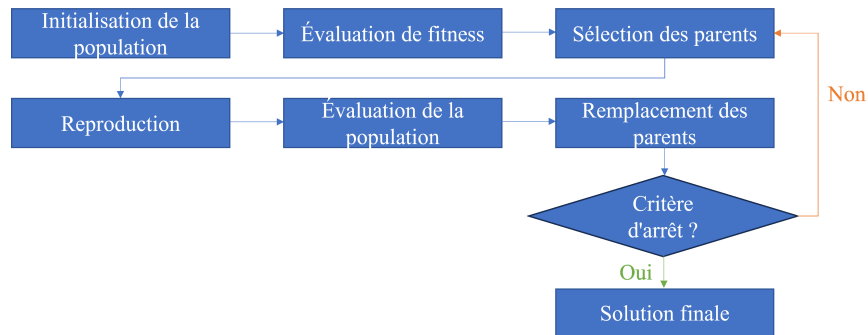 Initialisation de la
population
Évaluation de fitness
Sélection des parents
Non
Reproduction
Évaluation de la
population
Remplacement des
parents
Critère
d'arrêt ?
Oui
Solution finale